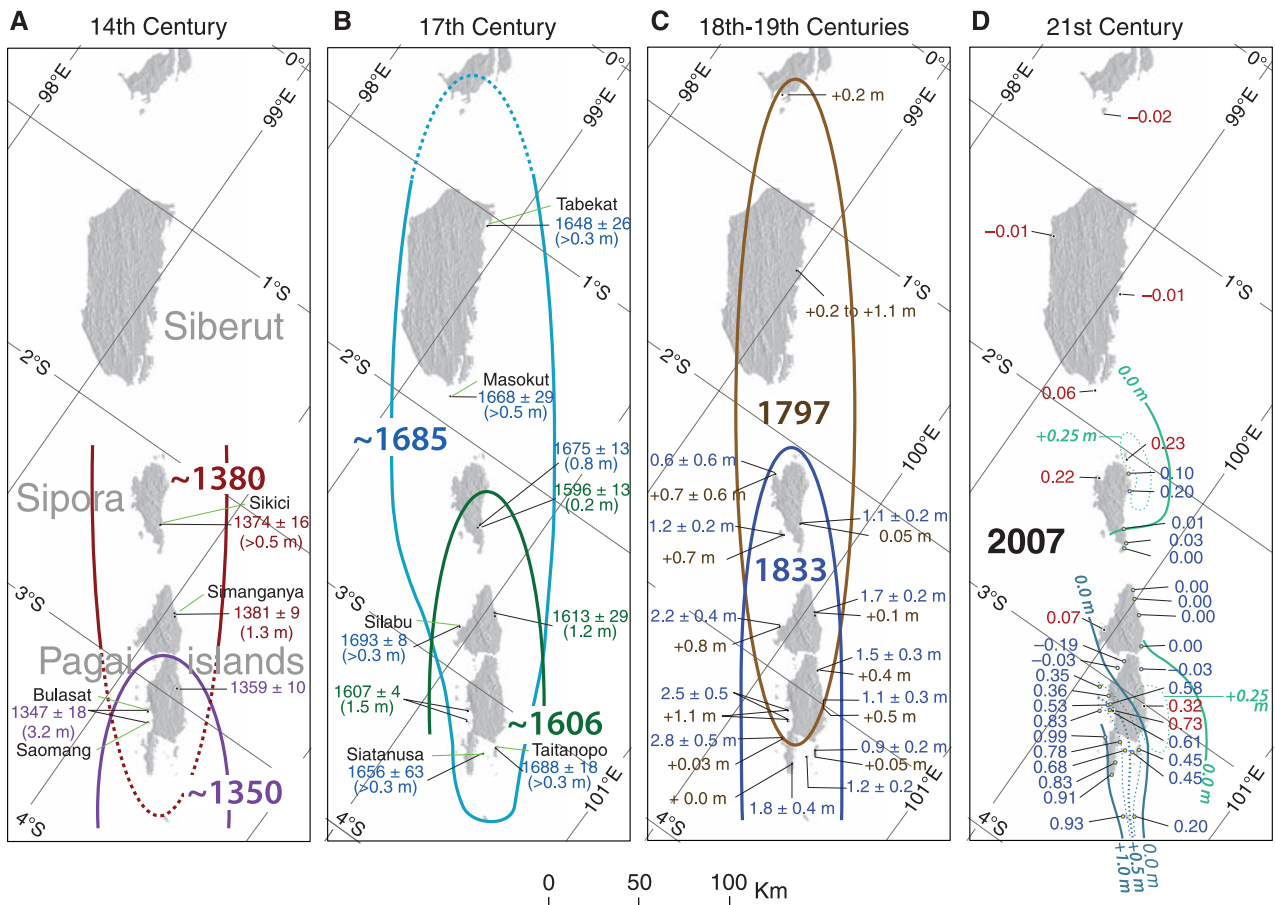 A 14th Century
98°E
0°
99°E
Siberut
1°S
2°S
~1380
Sipora
Sikici
1374 ± 16
(>0.5 m)
Simanganya
1381 ± 9
(1.3 m)
3°S
Pagai islands
1359 ± 10
Bulasat
1347 ± 18
(3.2 m)
Saomang
~1350
4°S
B 17th Century
98°E
0°
99°E
Tabekat
1648 ± 26
(>0.3 m)
1°S
2°S
Masokut
1668 ± 29
(>0.5 m)
~1685
1675 ± 13
(0.8 m)
1596 ± 13
(0.2 m)
3°S
Silabu
1693 ± 8
(>0.3 m)
1613 ± 29
(1.2 m)
1607 ± 4
(1.5 m)
~1606
Siatanusa
1656 ± 63
(>0.3 m)
Taitanopo
1688 ± 18
(>0.3 m)
101°E
4°S
C 18th-19th Centuries
98°E
0°
99°E
+0.2 m
1°S
+0.2 to +1.1 m
2°S
1797
100°E
0.6 ± 0.6 m
+0.7 ± 0.6 m
1.2 ± 0.2 m
+0.7 m
1.1 ± 0.2 m
0.05 m
1833
3°S
2.2 ± 0.4 m
+0.8 m
1.7 ± 0.2 m
+0.1 m
1.5 ± 0.3 m
+0.4 m
2.5 ± 0.5
+1.1 m
1.1 ± 0.3 m
+0.5 m
2.8 ± 0.5 m
+0.03 m
0.9 ± 0.2 m
+0.05 m
+ 0.0 m
1.2 ± 0.2
1.8 ± 0.4 m
101°E
4°S
D 21st Century
98°E
0°
99°E
−0.02
−0.01
−0.01
1°S
2°S
0.06
0.0 m
+0.25 m
0.23
0.22
0.10
0.20
100°E
2007
0.01
0.03
0.00
3°S
0.0 m
0.00
0.00
0.00
0.07
0.00
−0.19
−0.03
−0.03
0.35
0.36
0.53
0.83
0.58
0.32
0.73
+0.25
m
0.99
0.78
0.68
0.83
0.91
0.61
0.45
0.45
0.0 m
0.93
0.20
101°E
4°S
+1.0 m
+0.5 m
0.0 m
0 50 100 Km